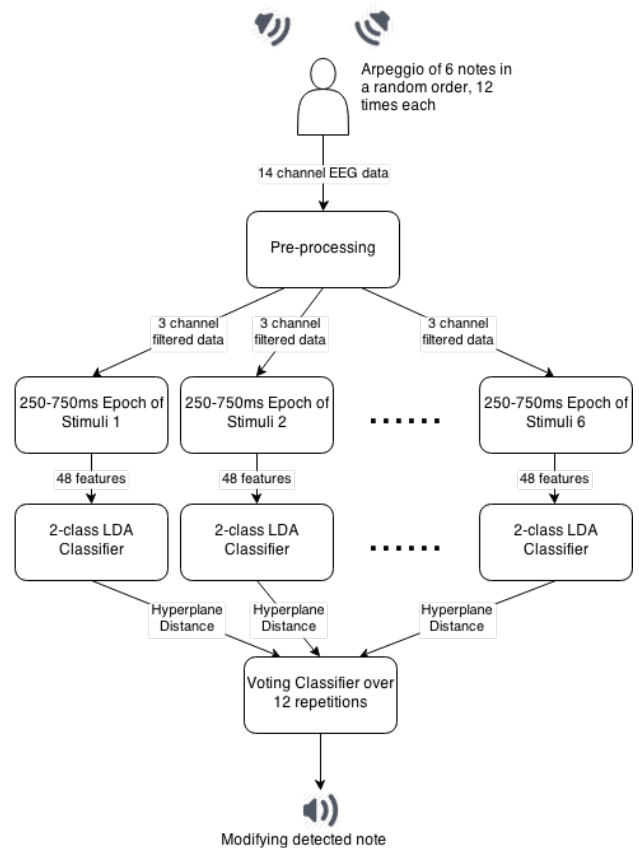 Arpeggio of 6 notes in
a random order, 12
times each
14 channel EEG data
Pre-processing
3 channel
filtered data
3 channel
filtered data
3 channel
filtered data
250-750ms Epoch of
Stimuli 1
250-750ms Epoch of
Stimuli 2
......
250-750ms Epoch of
Stimuli 6
48 features
48 features
48 features
2-class LDA
Classifier
2-class LDA
Classifier
......
2-class LDA
Classifier
Hyperplane
Distance
Hyperplane
Distance
Hyperplane
Distance
Voting Classifier over
12 repetitions
Modifying detected note